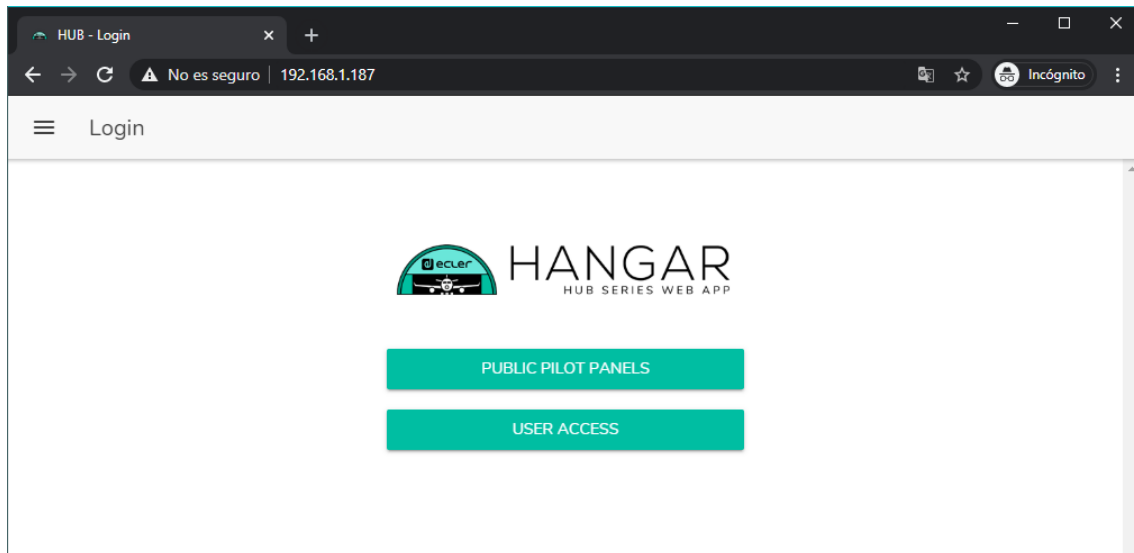 HUB - Login
No es seguro 192.168.1.187
Incógnito
Login
ecler
HANGAR
HUB SERIES WEB APP
PUBLIC PILOT PANELS
USER ACCESS